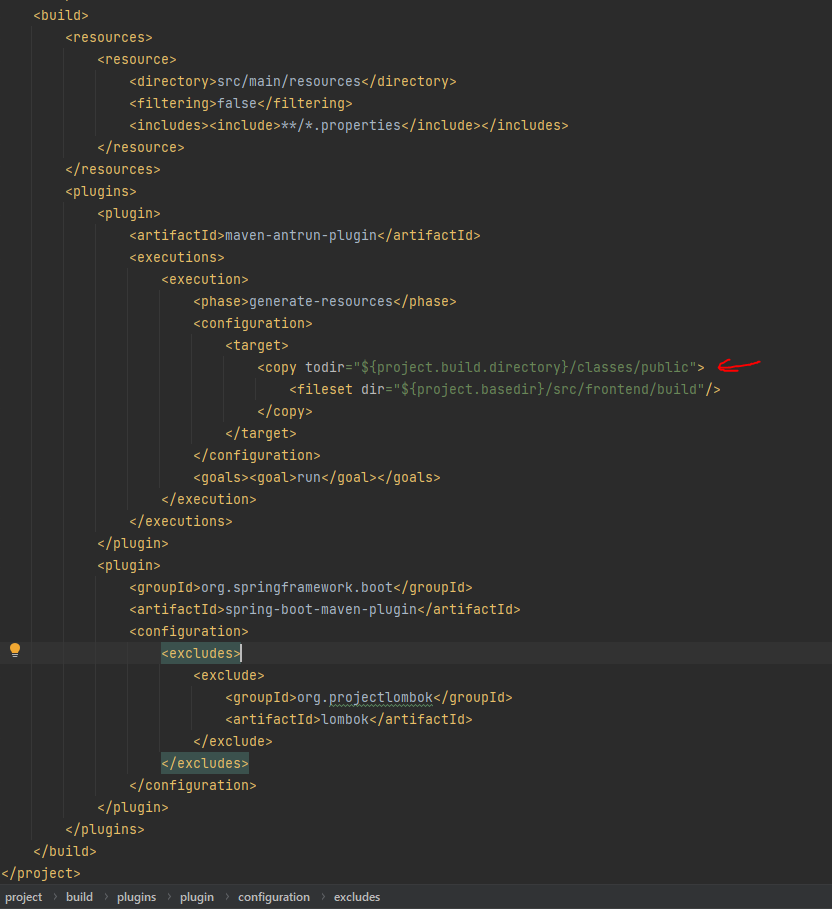 <build>
<resources>
<resource>
<directory>src/main/resources</directory>
<filtering>false</filtering>
<includes><include>**/*.properties</include></includes>
</resource>
</resources>
<plugins>
<plugin>
<artifactId>maven-antrun-plugin</artifactId>
<executions>
<execution>
<phase>generate-resources</phase>
<configuration>
<target>
<copy todir="${project.build.directory}/classes/public">
<fileset dir="${project.basedir}/src/frontend/build"/>
</copy>
</target>
</configuration>
<goals><goal>run</goal></goals>
</execution>
</executions>
</plugin>
<plugin>
<groupId>org.springframework.boot</groupId>
<artifactId>spring-boot-maven-plugin</artifactId>
<configuration>
<excludes>
<exclude>
<groupId>org.projectlombok</groupId>
<artifactId>lombok</artifactId>
</exclude>
</excludes>
</configuration>
</plugin>
</plugins>
</build>
</project>
project › build › plugins › plugin › configuration › excludes